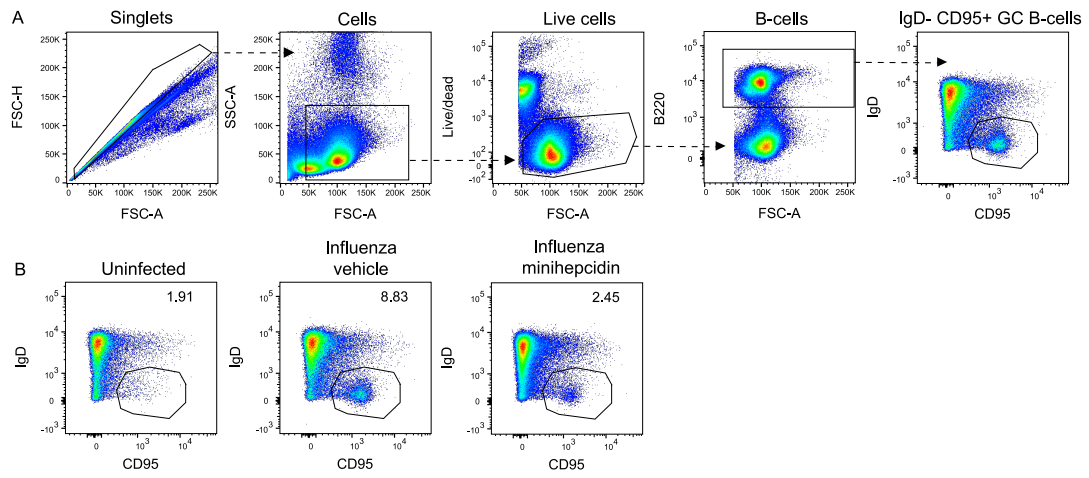 A
Singlets
Cells
Live cells
B-cells
IgD- CD95+ GC B-cells
FSC-H
250K
200K
150K
100K
50K
0
0 50K 100K 150K 200K 250K
FSC-A
SSC-A
250K
200K
150K
100K
50K
0
0 50K 100K 150K 200K 250K
FSC-A
Live/dead
10^5
10^4
10^3
10^2
0
-10^2
50K 100K 150K 200K 250K
FSC-A
B220
10^5
10^4
10^3
0
0 50K 100K 150K 200K 250K
FSC-A
IgD
10^5
10^4
10^3
0
-10^3
0 10^3 10^4
CD95
B
Uninfected
Influenza
vehicle
Influenza
minihepcidin
IgD
10^5
10^4
10^3
0
-10^3
1.91
0 10^3 10^4
CD95
IgD
10^5
10^4
10^3
0
-10^3
8.83
0 10^3 10^4
CD95
IgD
10^5
10^4
10^3
0
-10^3
2.45
0 10^3 10^4
CD95